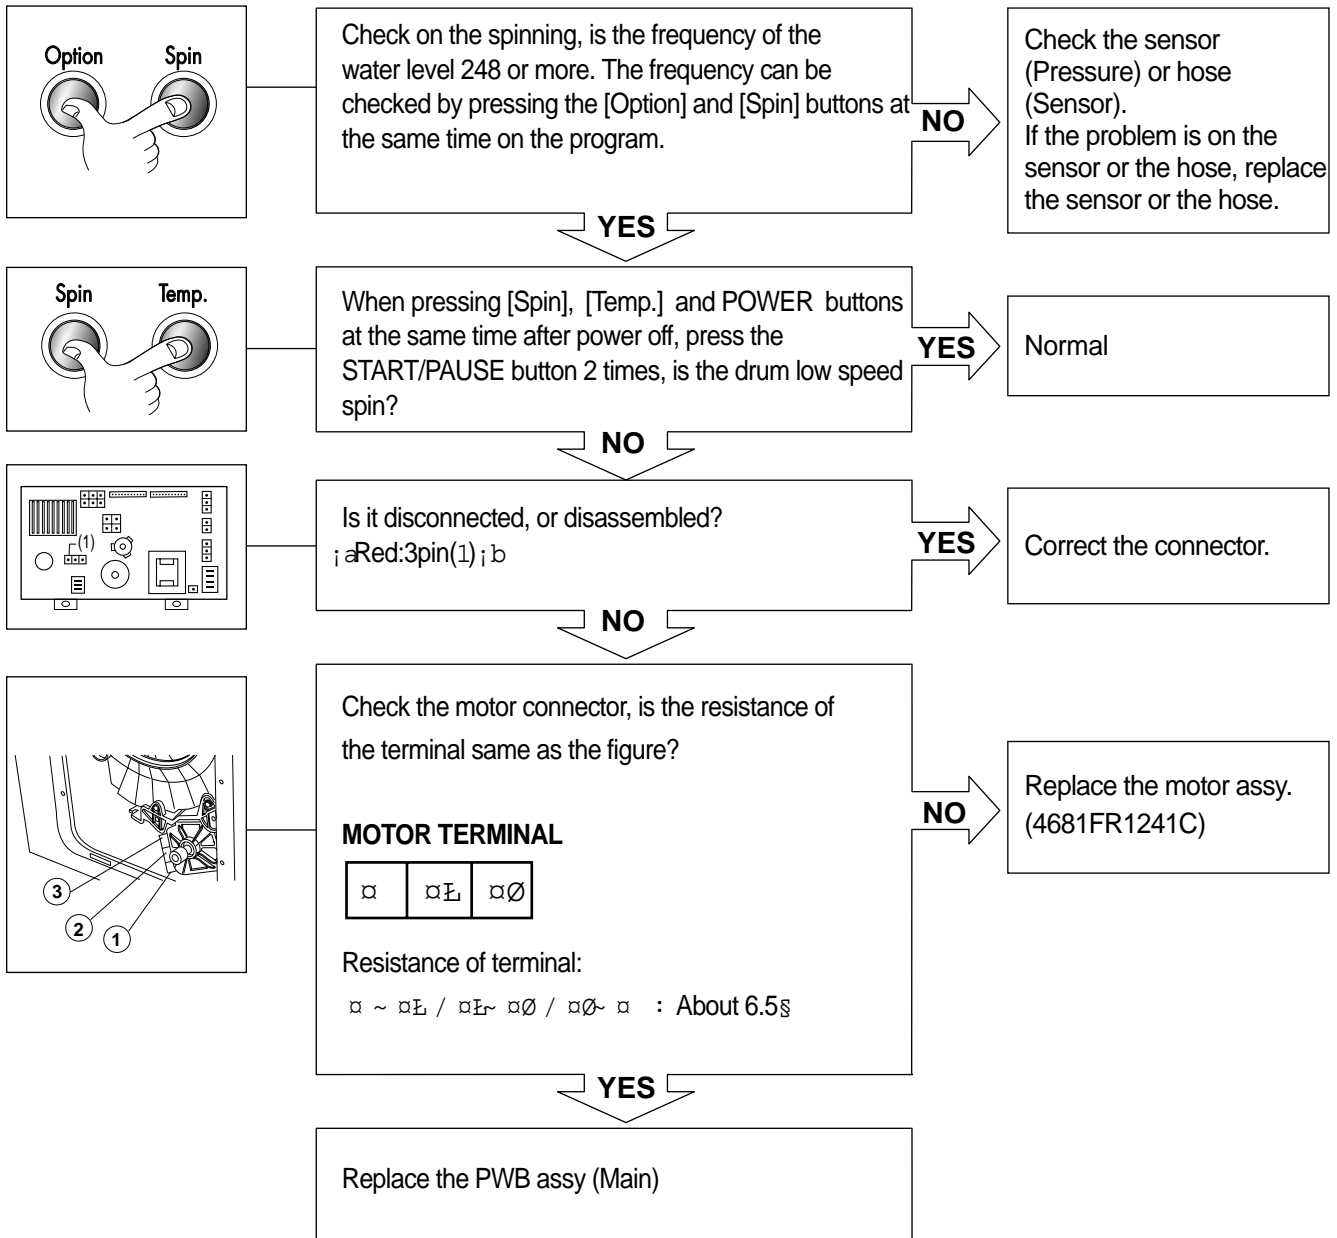 Option Spin
Check on the spinning, is the frequency of the
water level 248 or more. The frequency can be
checked by pressing the [Option] and [Spin] buttons at
the same time on the program.
NO
Check the sensor
(Pressure) or hose
(Sensor).
If the problem is on the
sensor or the hose, replace
the sensor or the hose.
YES
Spin Temp.
When pressing [Spin], [Temp.] and POWER buttons
at the same time after power off, press the
START/PAUSE button 2 times, is the drum low speed
spin?
YES
Normal
NO
(1)
Is it disconnected, or disassembled?
¡aRed:3pin(1)¡b
YES
Correct the connector.
NO
3
2
1
Check the motor connector, is the resistance of
the terminal same as the figure?
MOTOR TERMINAL
¤ ¤Ł ¤Ø
Resistance of terminal:
¤ ~ ¤Ł / ¤Ł~ ¤Ø / ¤Ø~ ¤ : About 6.5§
NO
Replace the motor assy.
(4681FR1241C)
YES
Replace the PWB assy (Main)